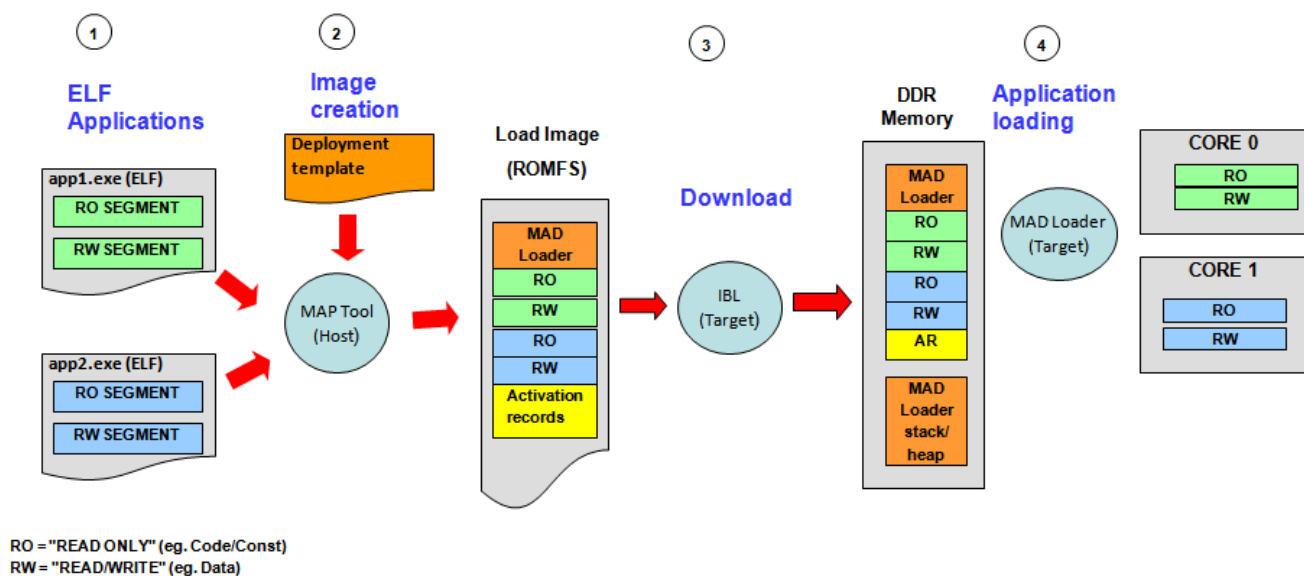 1
2
3
4
ELF
Applications
Image
creation
Deployment
template
Load Image
(ROMFS)
Download
DDR
Memory
Application
loading
app1.exe (ELF)
RO SEGMENT
RW SEGMENT
app2.exe (ELF)
RO SEGMENT
RW SEGMENT
MAP Tool
(Host)
MAD
Loader
RO
RW
RO
RW
Activation
records
IBL
(Target)
MAD
Loader
RO
RW
RO
RW
AR
MAD
Loader
stack/
heap
MAD Loader
(Target)
CORE 0
RO
RW
CORE 1
RO
RW
RO = "READ ONLY" (eg. Code/Const)
RW = "READ/WRITE" (eg. Data)